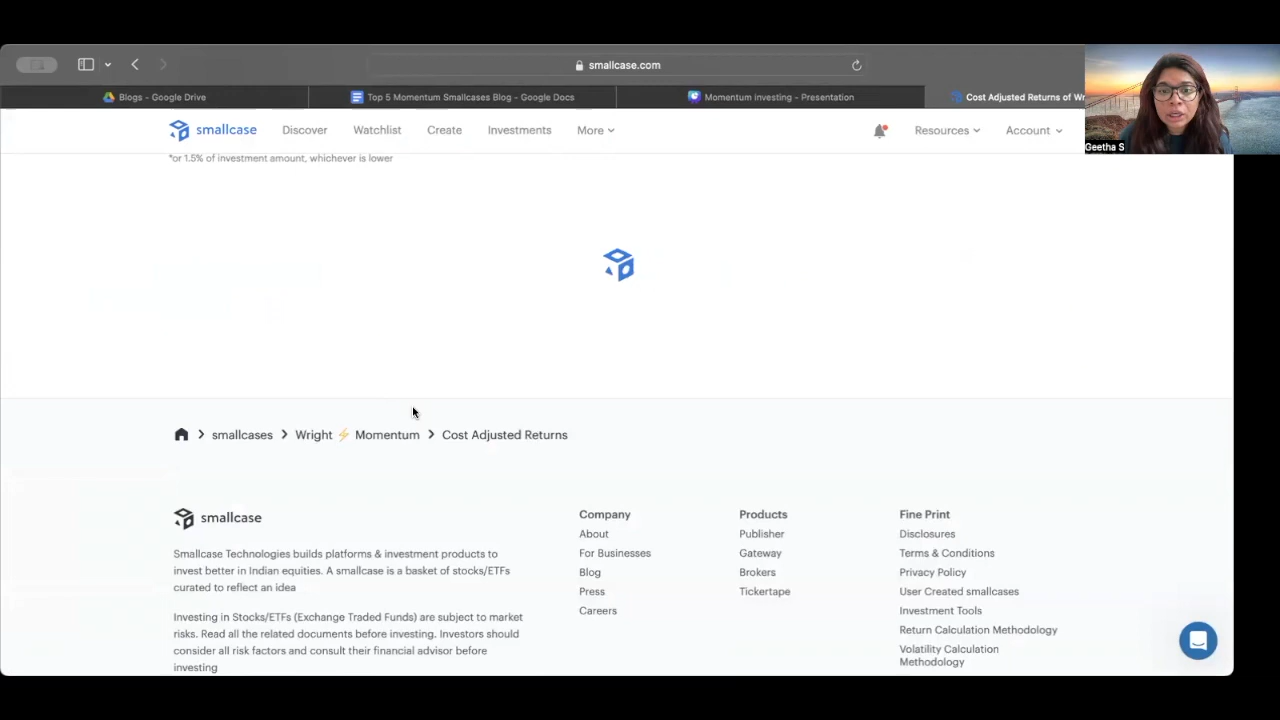 smallcase.com
Blogs - Google Drive
Top 5 Momentum Smallcases Blog - Google Docs
Momentum Investing - Presentation
Cost Adjusted Returns of Wr
smallcase
Discover
Watchlist
Create
Investments
More
Resources
Account
Geetha S
*or 1.5% of investment amount, whichever is lower
smallcases
Wright ⚡ Momentum
Cost Adjusted Returns
smallcase
Smallcase Technologies builds platforms & investment products to
invest better in Indian equities. A smallcase is a basket of stocks/ETFs
curated to reflect an idea
Investing in Stocks/ETFs (Exchange Traded Funds) are subject to market
risks. Read all the related documents before investing. Investors should
consider all risk factors and consult their financial advisor before
investing
Company
About
For Businesses
Blog
Press
Careers
Products
Publisher
Gateway
Brokers
Tickertape
Fine Print
Disclosures
Terms & Conditions
Privacy Policy
User Created smallcases
Investment Tools
Return Calculation Methodology
Volatility Calculation
Methodology